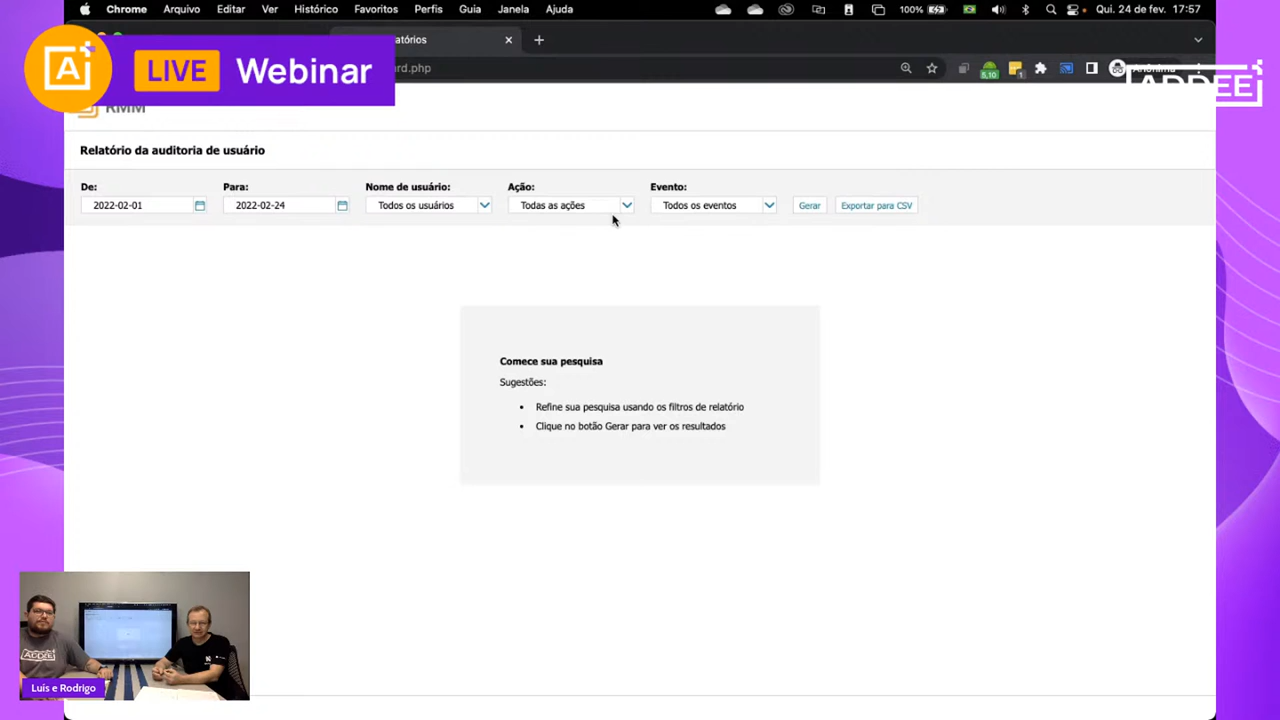 Chrome Arquivo Editar Ver Histórico Favoritos Perfis Guia Janela Ajuda 100% Qui. 24 de fev. 17:57
LIVE Webinar
ADDEE
RMM
Relatório da auditoria de usuário
De: Para: Nome de usuário: Ação: Evento:
2022-02-01 2022-02-24 Todos os usuários Todas as ações Todos os eventos Gerar Exportar para CSV
Comece sua pesquisa
Sugestões:
• Refine sua pesquisa usando os filtros de relatório
• Clique no botão Gerar para ver os resultados
ADDEE
Luís e Rodrigo